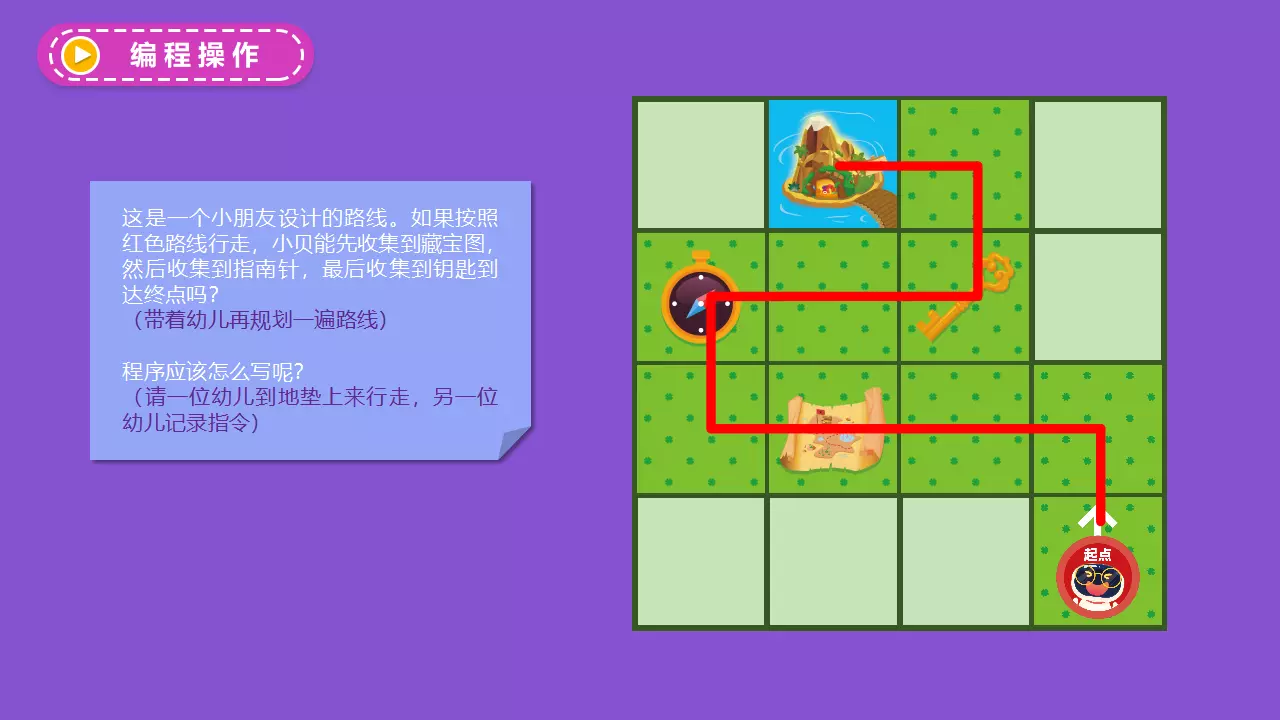 编程操作
这是一个小朋友设计的路线。如果按照
红色路线行走，小贝能先收集到藏宝图，
然后收集到指南针，最后收集到钥匙到
达终点吗？
（带着幼儿再规划一遍路线）
程序应该怎么写呢？
（请一位幼儿到地垫上来行走，另一位
幼儿记录指令）
起点